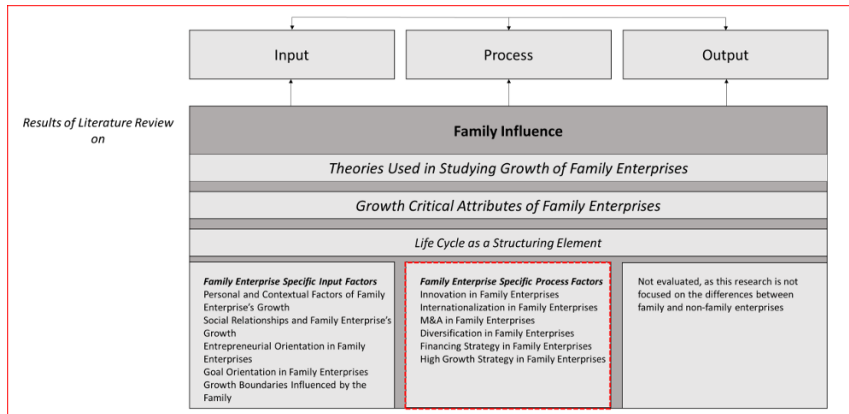 Input
Process
Output
Results of Literature Review
on
Family Influence
Theories Used in Studying Growth of Family Enterprises
Growth Critical Attributes of Family Enterprises
Life Cycle as a Structuring Element
Family Enterprise Specific Input Factors
Personal and Contextual Factors of Family
Enterprise's Growth
Social Relationships and Family Enterprise's
Growth
Entrepreneurial Orientation in Family
Enterprises
Goal Orientation in Family Enterprises
Growth Boundaries Influenced by the
Family
Family Enterprise Specific Process Factors
Innovation in Family Enterprises
Internationalization in Family Enterprises
M&A in Family Enterprises
Diversification in Family Enterprises
Financing Strategy in Family Enterprises
High Growth Strategy in Family Enterprises
Not evaluated, as this research is not
focused on the differences between
family and non-family enterprises